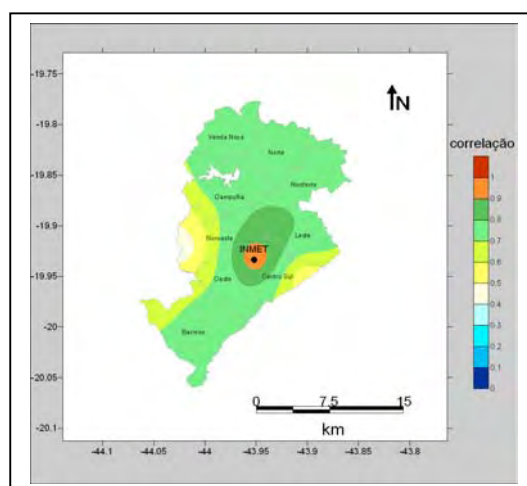 -19.75
-19.8
-19.85
-19.9
-19.95
-20
-20.05
-20.1
N
Venda Nova
Norte
Nordeste
Pampulha
Noroeste
Leste
INMET
Oeste
Centro Sul
Barreiro
0 7.5 15
km
-44.1 -44.05 -44 -43.95 -43.9 -43.85 -43.8
correlação
1
0.9
0.8
0.7
0.6
0.5
0.4
0.3
0.2
0.1
0